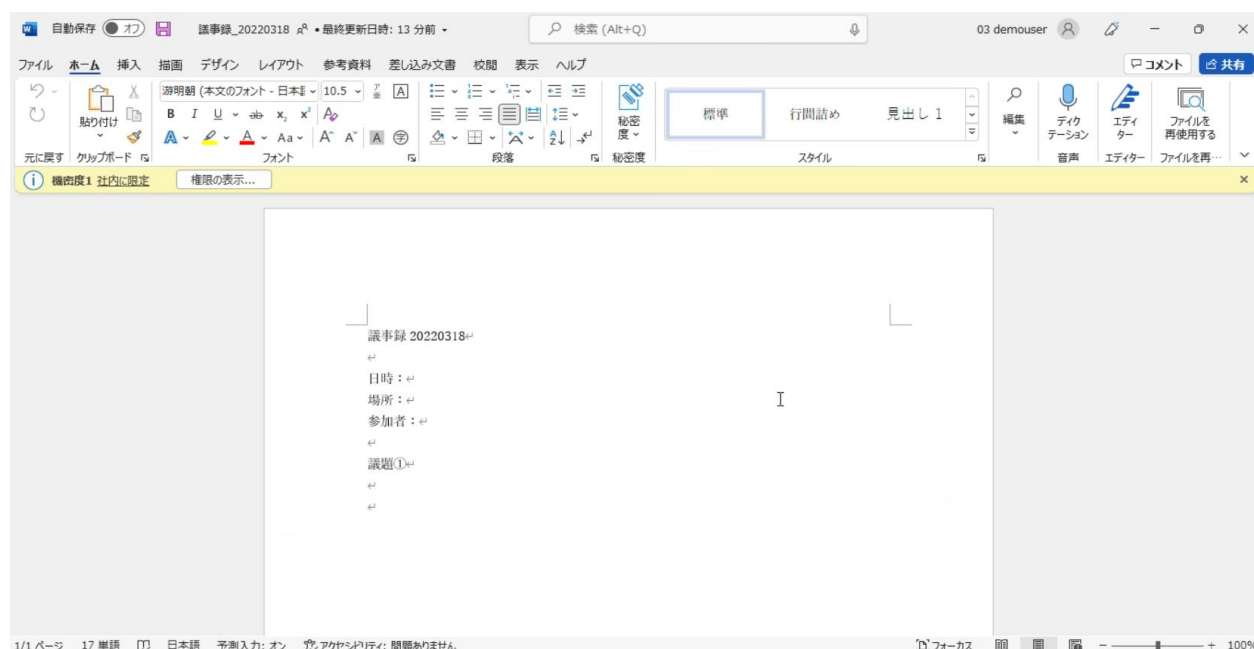 自動保存 オフ 議事録_20220318 • 最終更新日時: 13 分前 検索 (Alt+Q) 03 demouser
ファイル ホーム 挿入 描画 デザイン レイアウト 参考資料 差し込み文書 校閲 表示 ヘルプ コメント 共有
貼り付け
游明朝 (本文のフォント - 日本語 10.5
B I U ab x₂ x² A
A A Aa A A A 字
秘密度
標準 行間詰め 見出し 1
編集
ディクテーション
エディター
ファイルを再使用する
元に戻す クリップボード フォント 段落 秘密度 スタイル 音声 エディター ファイルを再…
機密度1 社内に限定 権限の表示...
議事録 20220318
日時：
場所：
参加者：
議題①
1/1 ページ 17 単語 日本語 予測入力: オン アクセシビリティ: 問題ありません フォーカス 100%